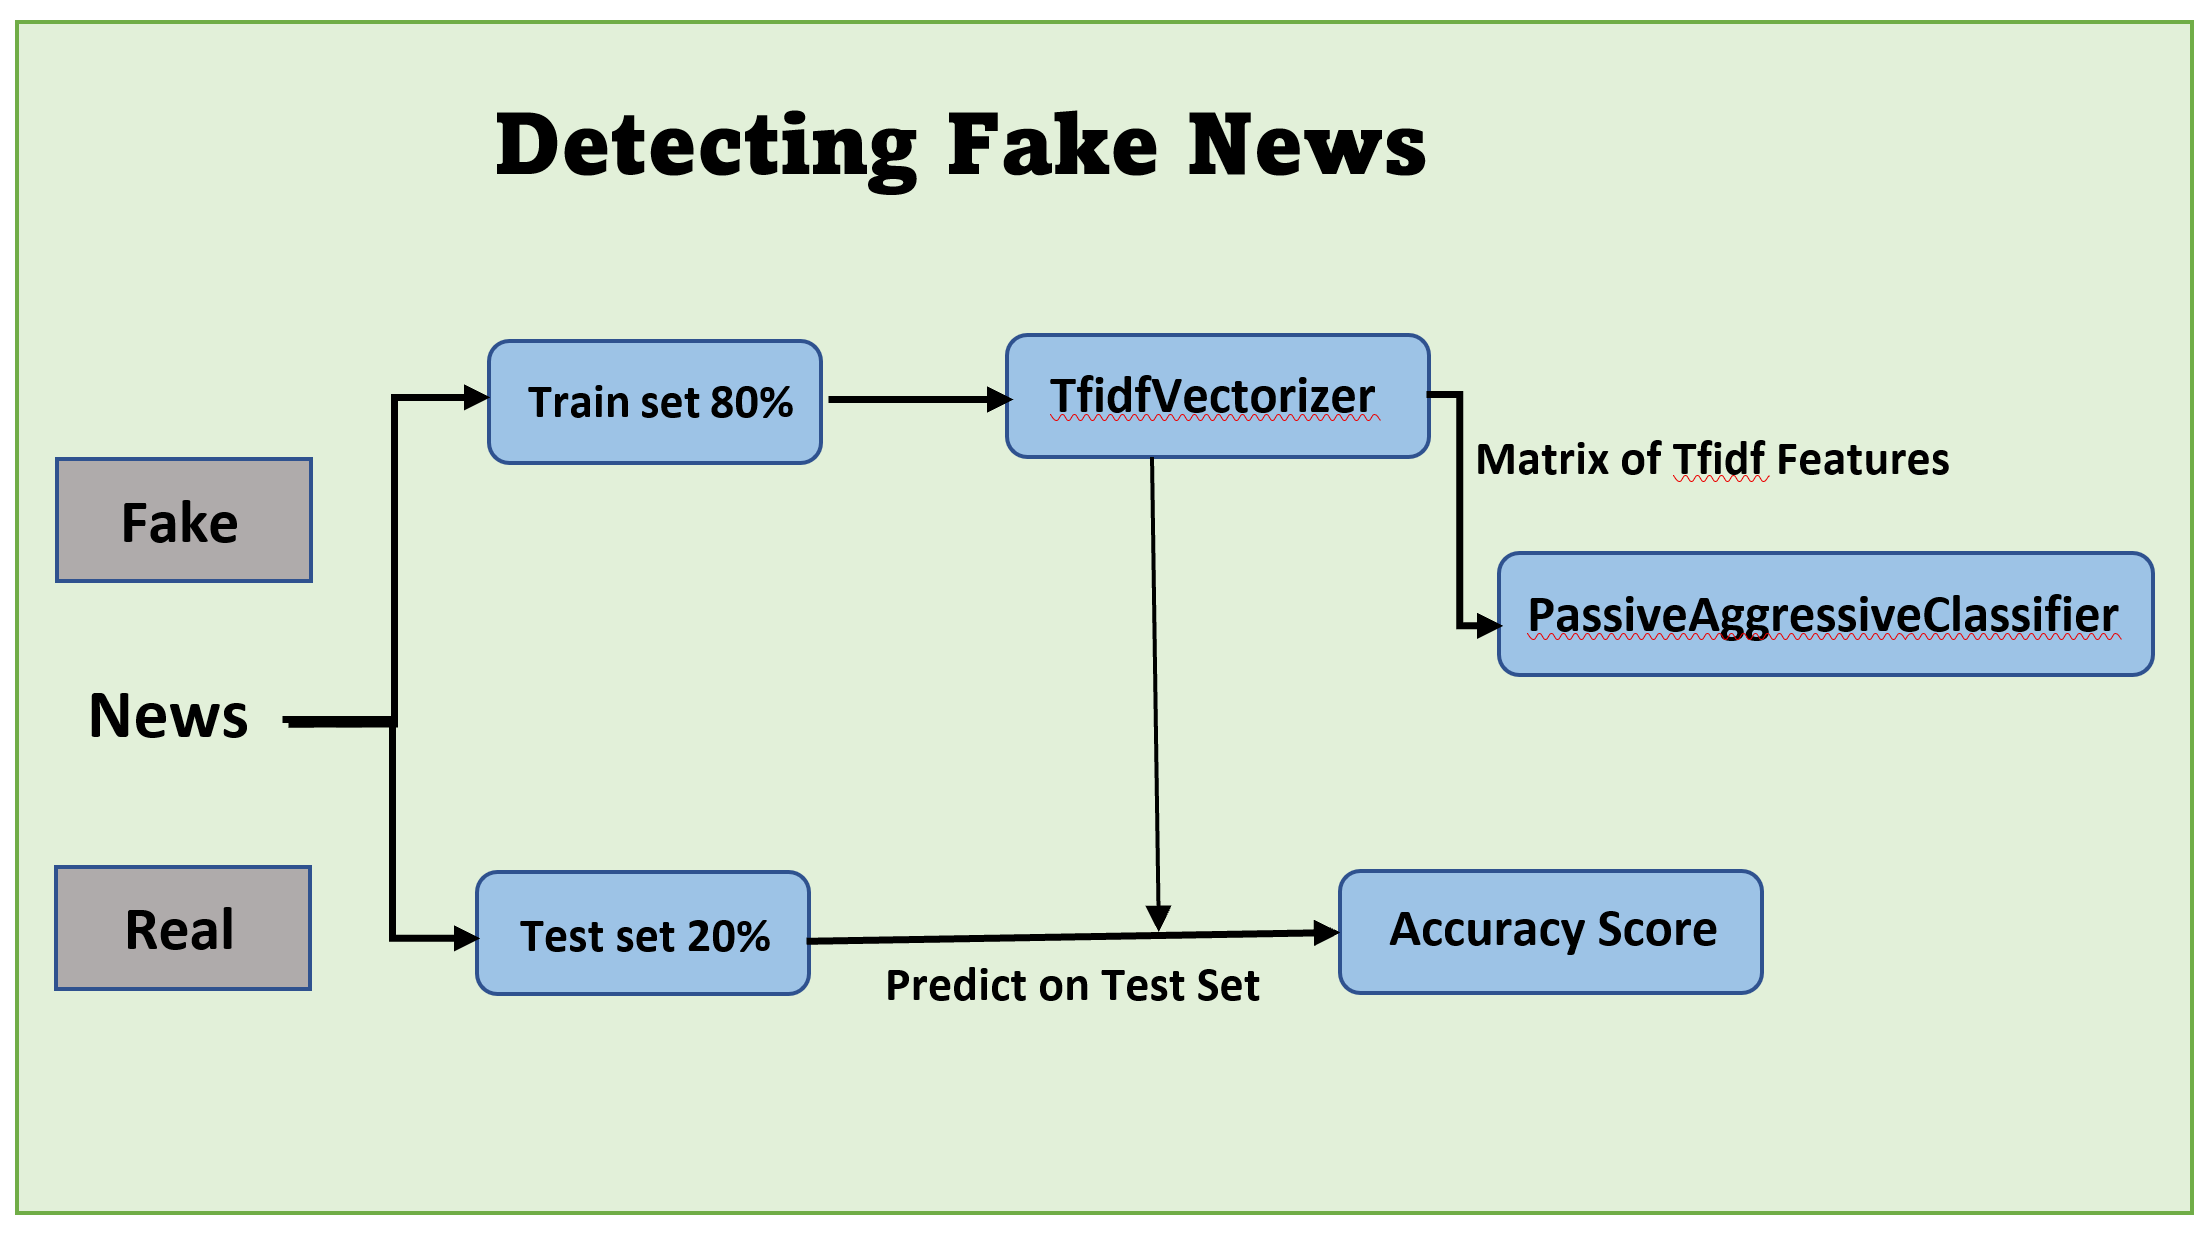 Detecting Fake News
Train set 80%
TfidfVectorizer
Matrix of Tfidf Features
Fake
PassiveAggressiveClassifier
News
Real
Test set 20%
Predict on Test Set
Accuracy Score